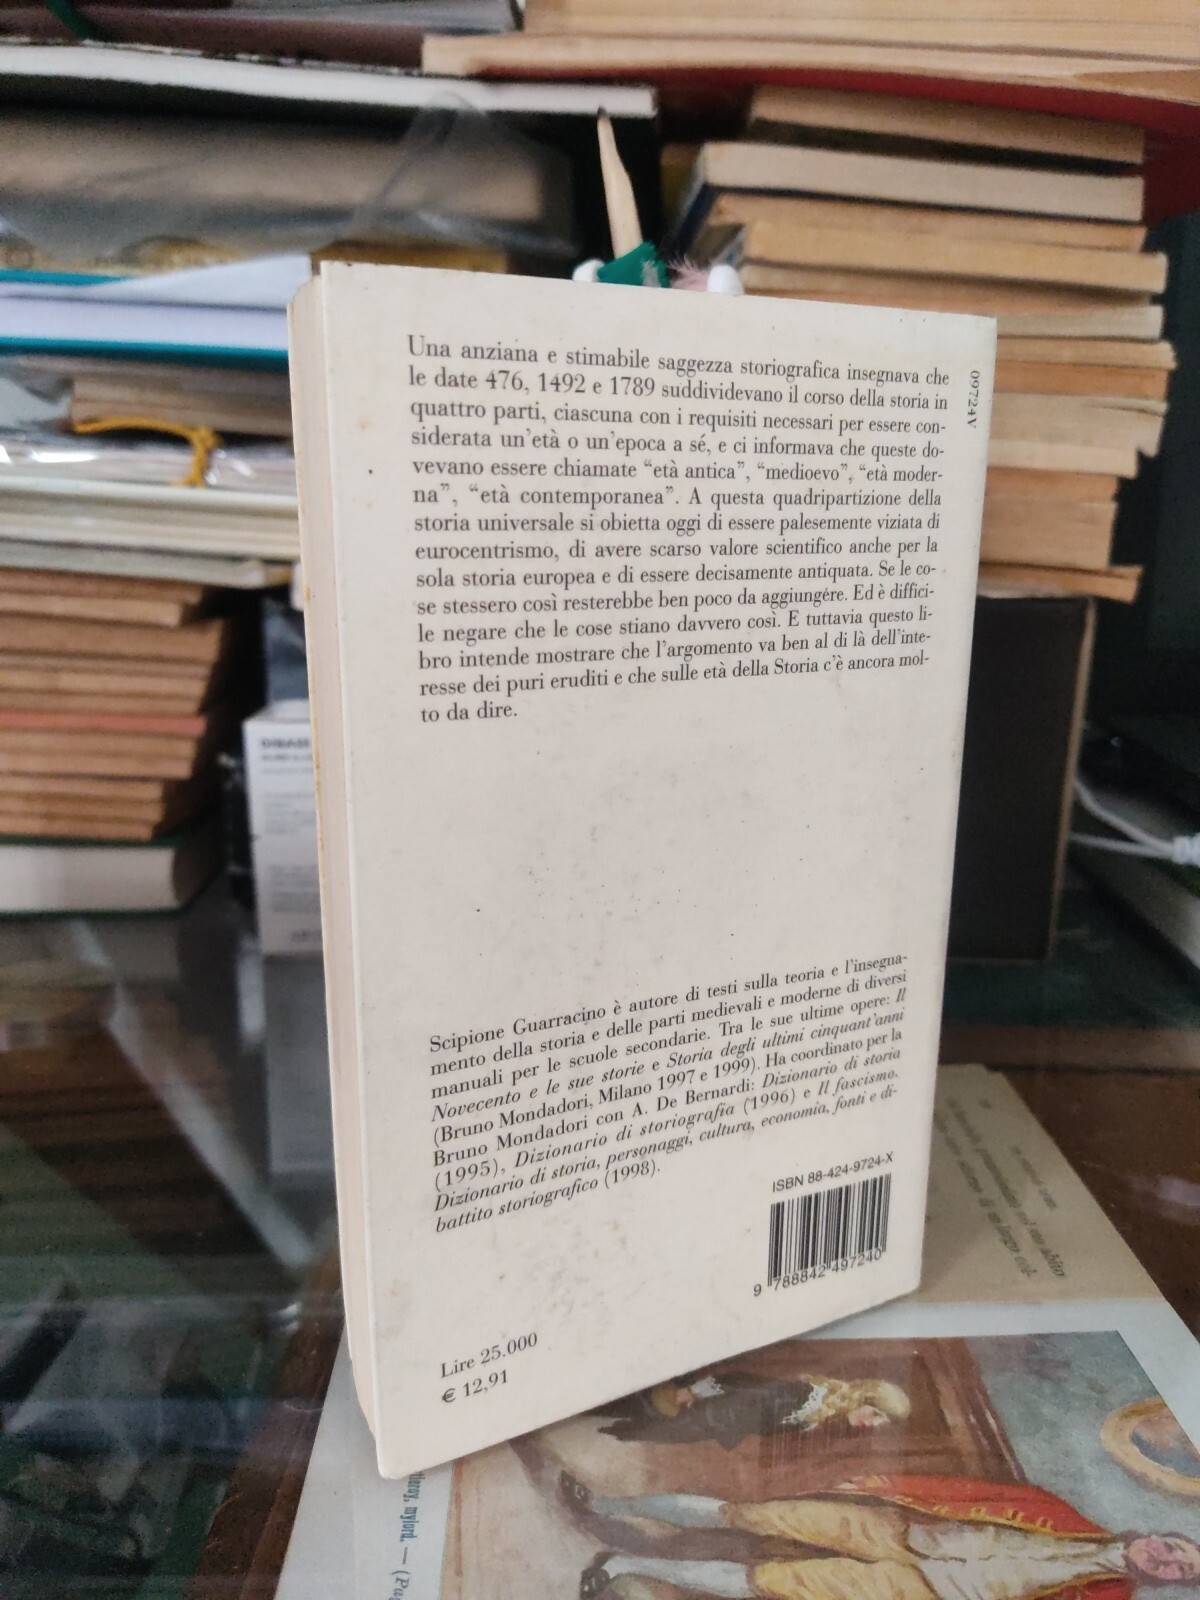 Una anziana e stimabile saggezza storiografica insegnava che
le date 476, 1492 e 1789 suddividevano il corso della storia in
quattro parti, ciascuna con i requisiti necessari per essere con-
siderata un'età o un'epoca a sé, e ci informava che queste do-
vevano essere chiamate “età antica”, “medioevo”, “età moder-
na”, “età contemporanea”. A questa quadripartizione della
storia universale si obietta oggi di essere palesemente viziata di
eurocentrismo, di avere scarso valore scientifico anche per la
sola storia europea e di essere decisamente antiquata. Se le co-
se stessero così resterebbe ben poco da aggiungere. Ed è diffici-
le negare che le cose stiano davvero così. E tuttavia questo li-
bro intende mostrare che l'argomento va ben al di là dell'inte-
resse dei puri eruditi e che sulle età della Storia c'è ancora mol-
to da dire.
09724V
Scipione Guarracino è autore di testi sulla teoria e l'insegna-
mento della storia e delle parti medievali e moderne di diversi
manuali per le scuole secondarie. Tra le sue ultime opere: Il
Novecento e le sue storie e Storia degli ultimi cinquant'anni
(Bruno Mondadori, Milano 1997 e 1999). Ha coordinato per la
Bruno Mondadori con A. De Bernardi: Dizionario di storia
(1995), Dizionario di storiografia (1996) e Il fascismo.
Dizionario di storia, personaggi, cultura, economia, fonti e di-
battito storiografico (1998).
ISBN 88-424-9724-X
9 788842 497240
Lire 25.000
€ 12,91
mylord. — (Pa